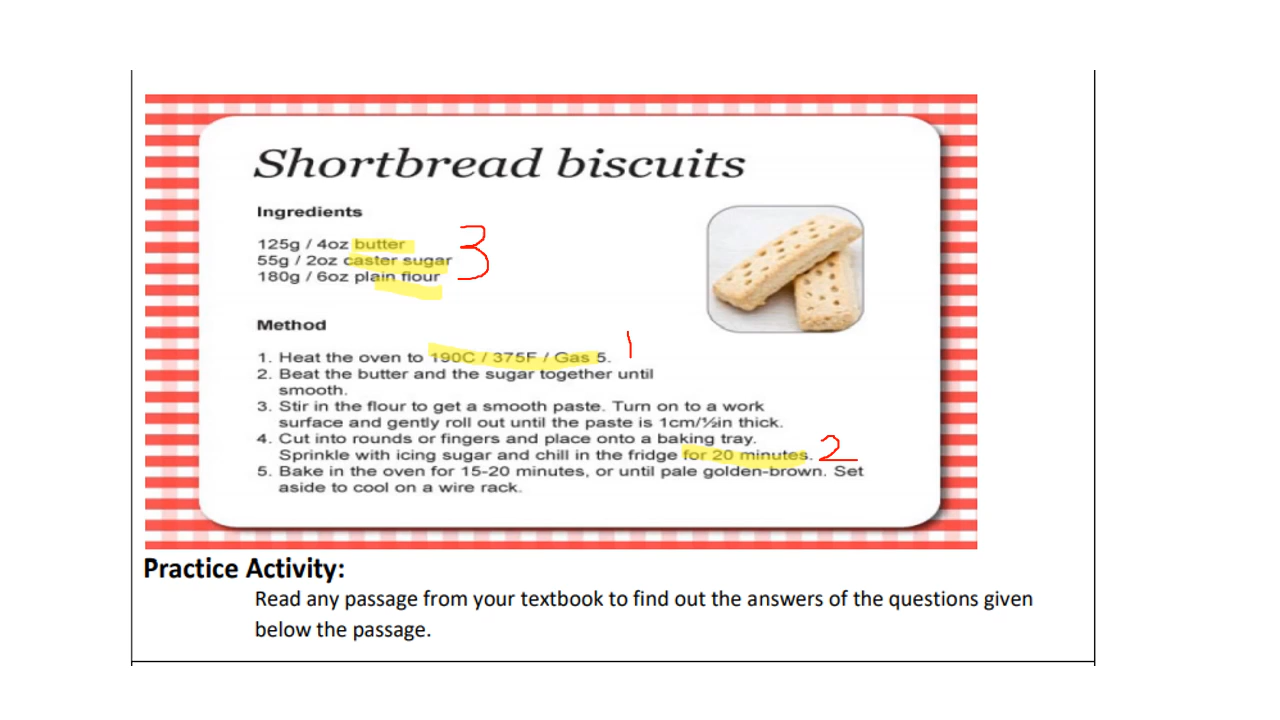 Shortbread biscuits
Ingredients
125g / 4oz butter
55g / 2oz caster sugar
180g / 6oz plain flour
3
Method
1. Heat the oven to 190C / 375F / Gas 5. 1
2. Beat the butter and the sugar together until
smooth.
3. Stir in the flour to get a smooth paste. Turn on to a work
surface and gently roll out until the paste is 1cm/½in thick.
4. Cut into rounds or fingers and place onto a baking tray.
Sprinkle with icing sugar and chill in the fridge for 20 minutes. 2
5. Bake in the oven for 15-20 minutes, or until pale golden-brown. Set
aside to cool on a wire rack.
Practice Activity:
Read any passage from your textbook to find out the answers of the questions given
below the passage.